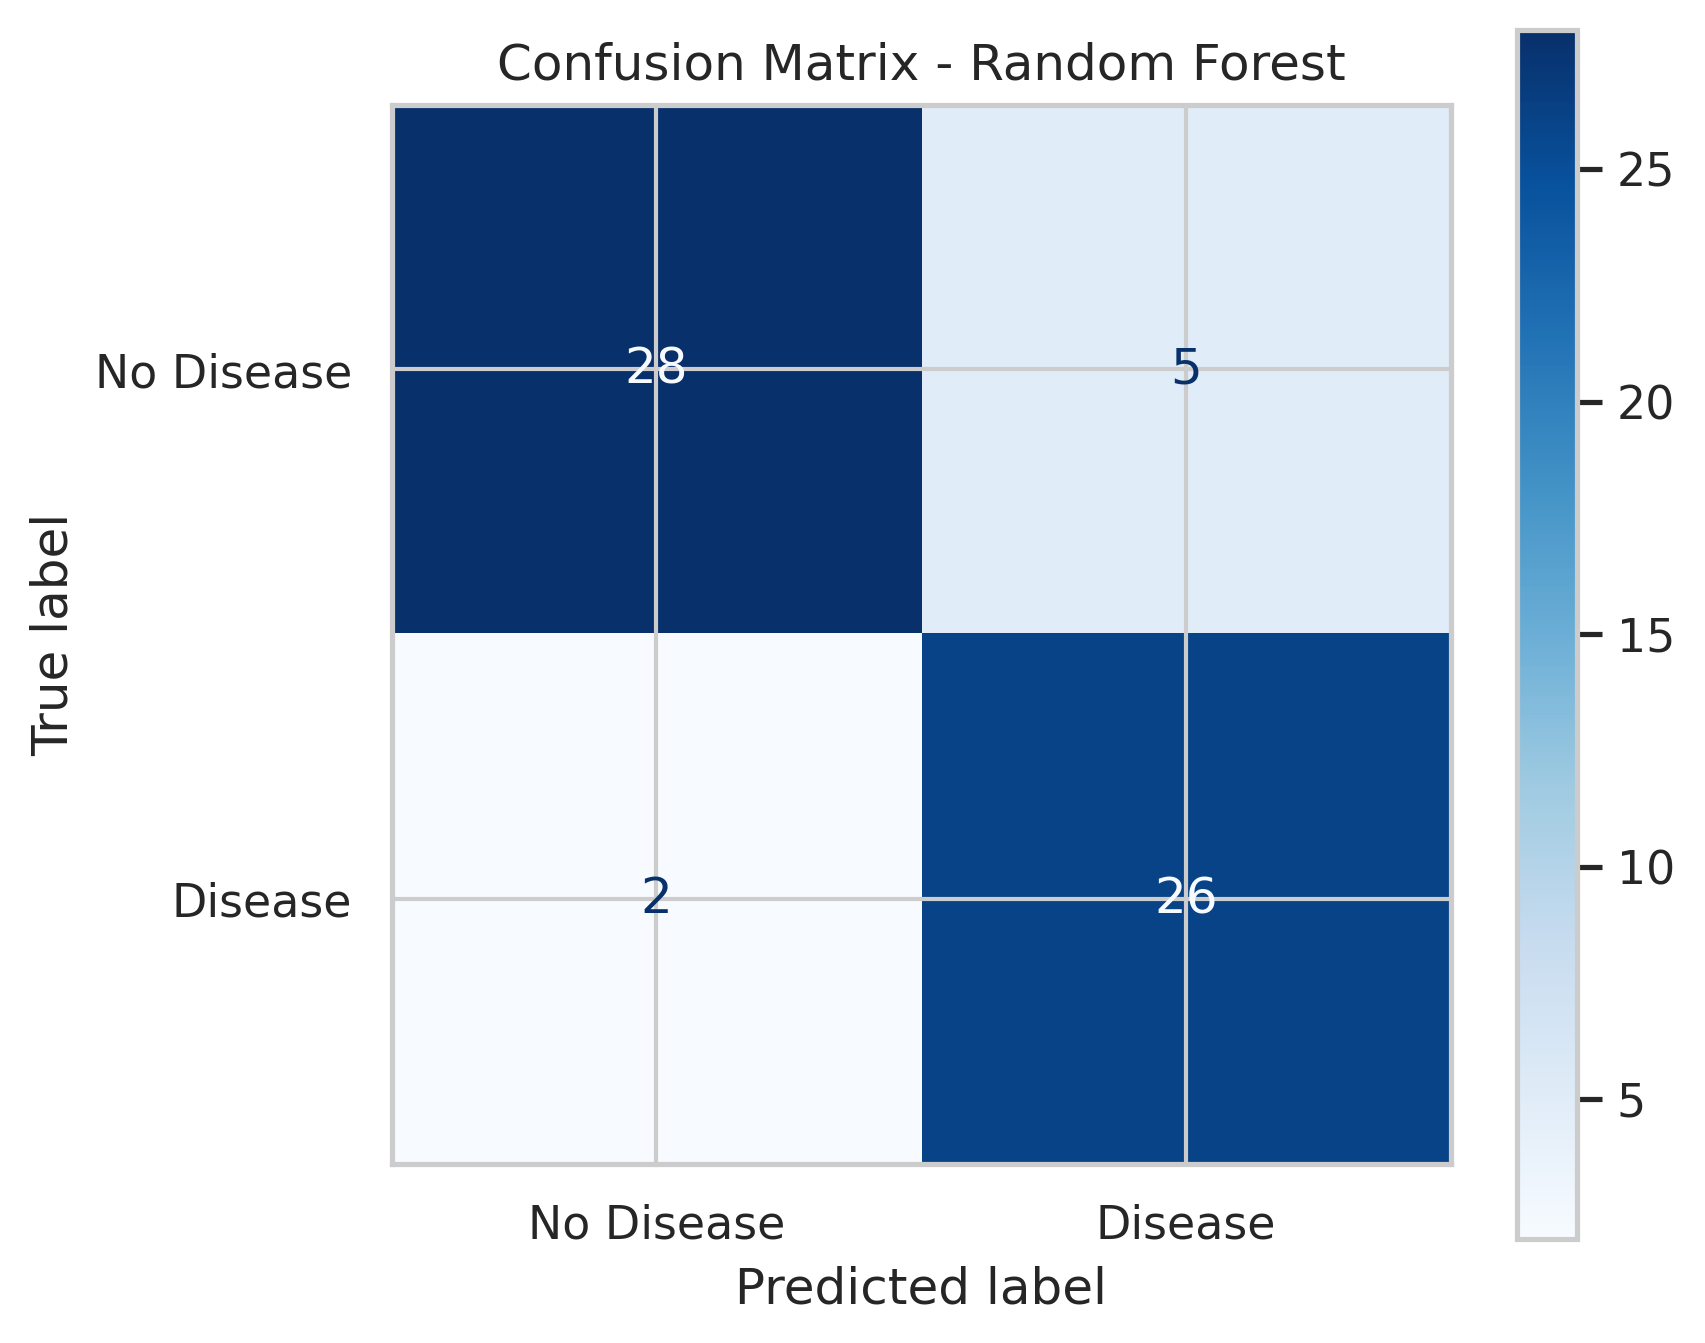 Confusion Matrix - Random Forest
25
20
15
10
5
True label
No Disease
28
5
Disease
2
26
No Disease
Disease
Predicted label